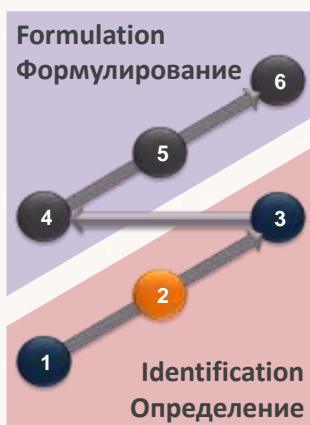 Formulation
Формулирование
6
5
4
3
2
1
Identification
Определение